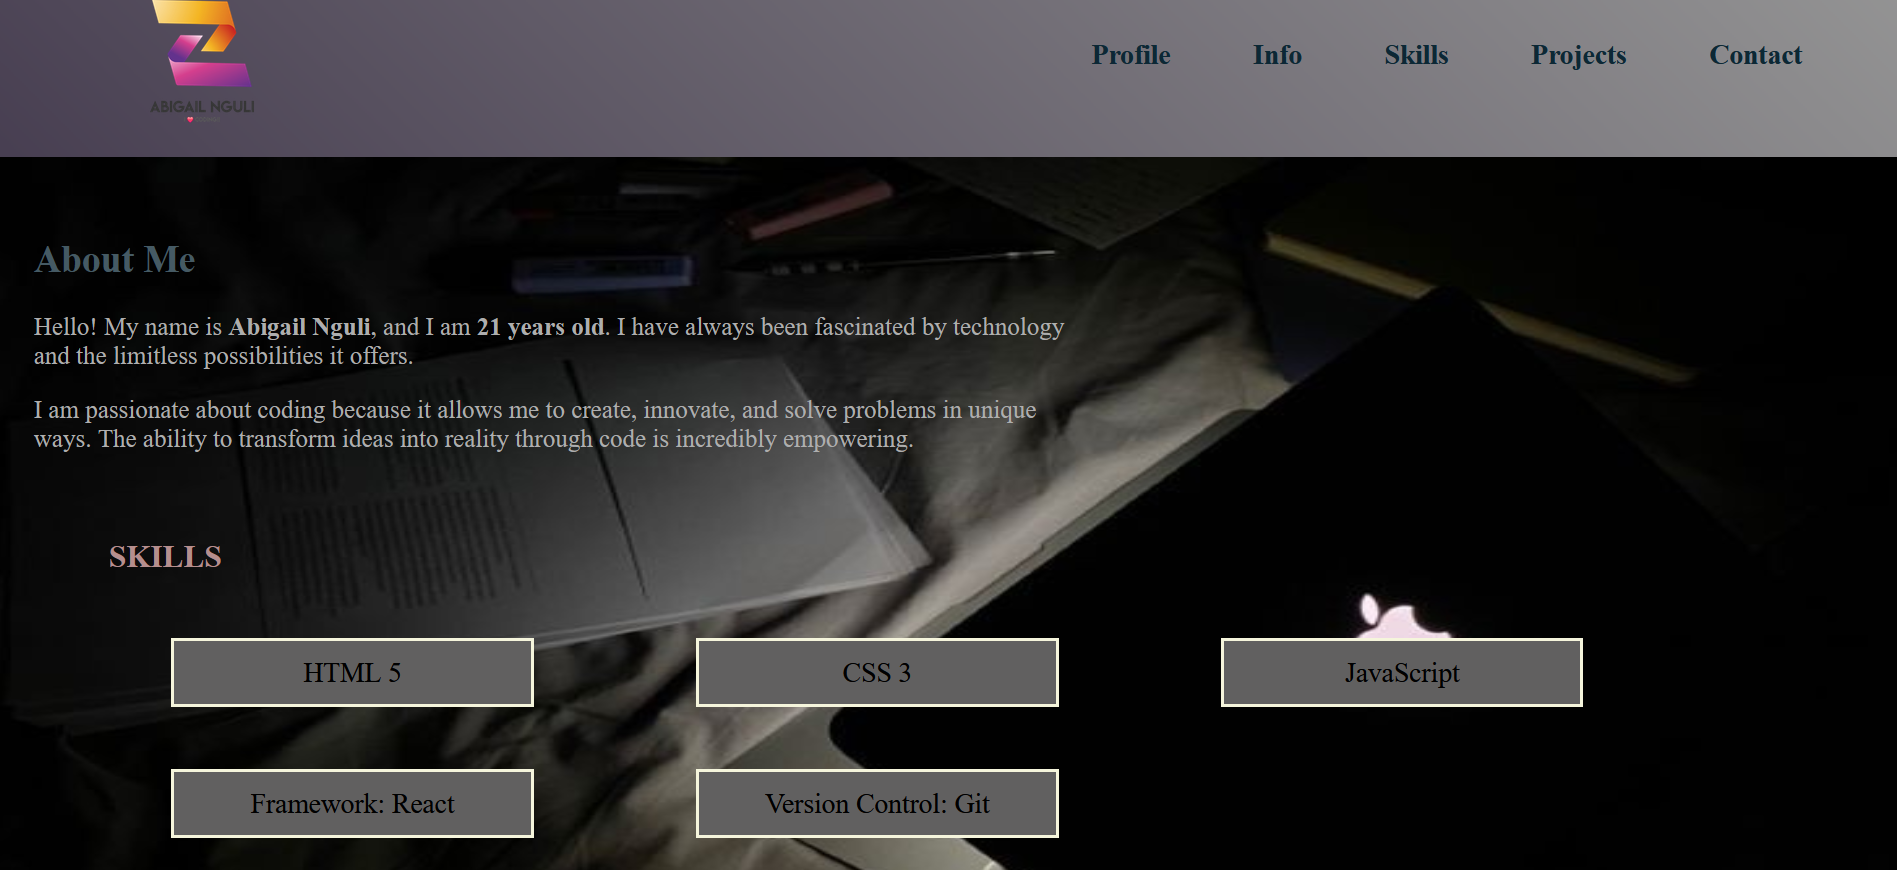 ABIGAIL NGULI
Profile Info Skills Projects Contact
About Me
Hello! My name is Abigail Nguli, and I am 21 years old. I have always been fascinated by technology
and the limitless possibilities it offers.
I am passionate about coding because it allows me to create, innovate, and solve problems in unique
ways. The ability to transform ideas into reality through code is incredibly empowering.
SKILLS
HTML 5
CSS 3
JavaScript
Framework: React
Version Control: Git